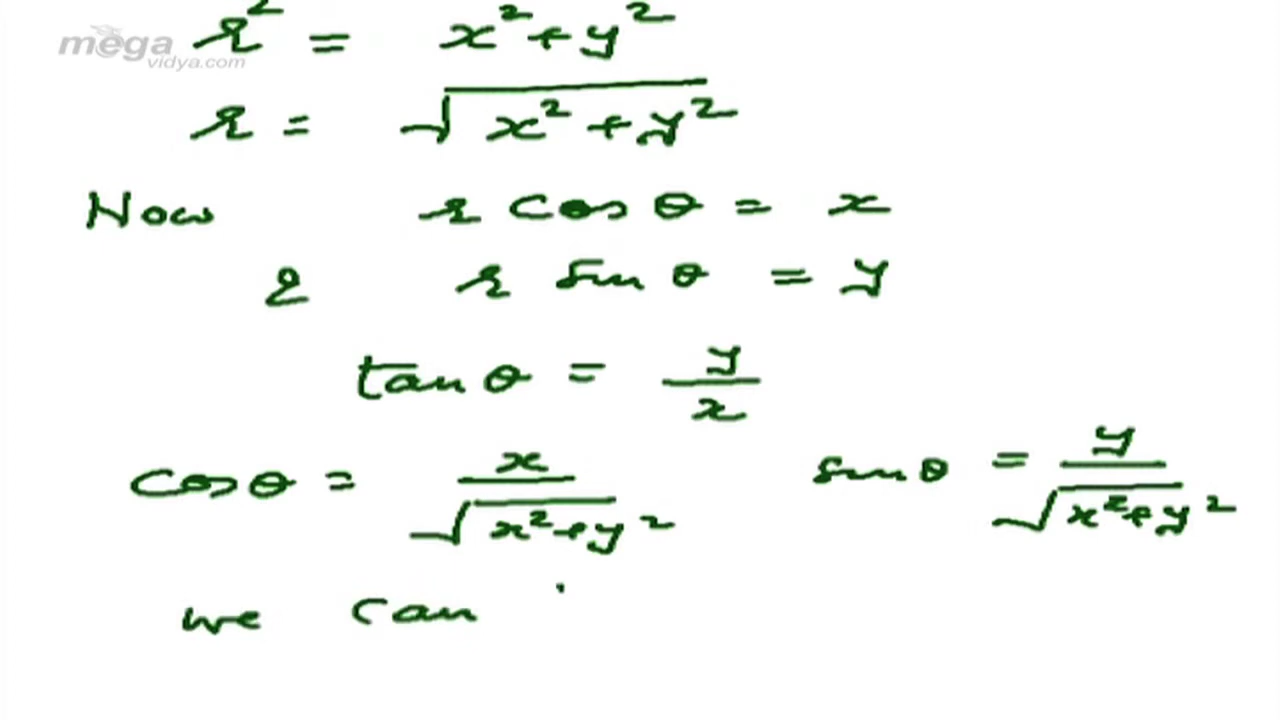 mega
vidya.com
r² = x²+y²
r = √x²+y²
Now r cos θ = x
& r sin θ = y
tan θ = y/x
cos θ = x/√x²+y² sin θ = y/√x²+y²
we can